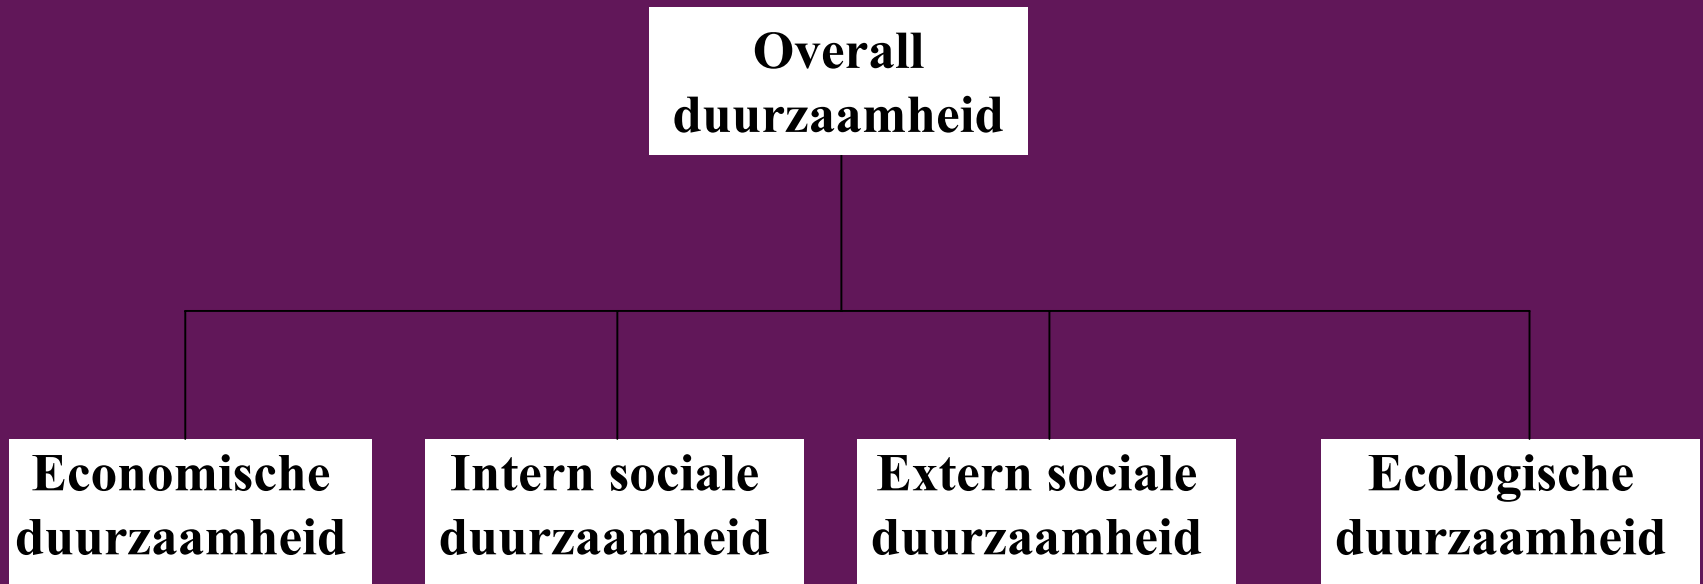 Overall
duurzaamheid
Economische
duurzaamheid
Intern sociale
duurzaamheid
Extern sociale
duurzaamheid
Ecologische
duurzaamheid